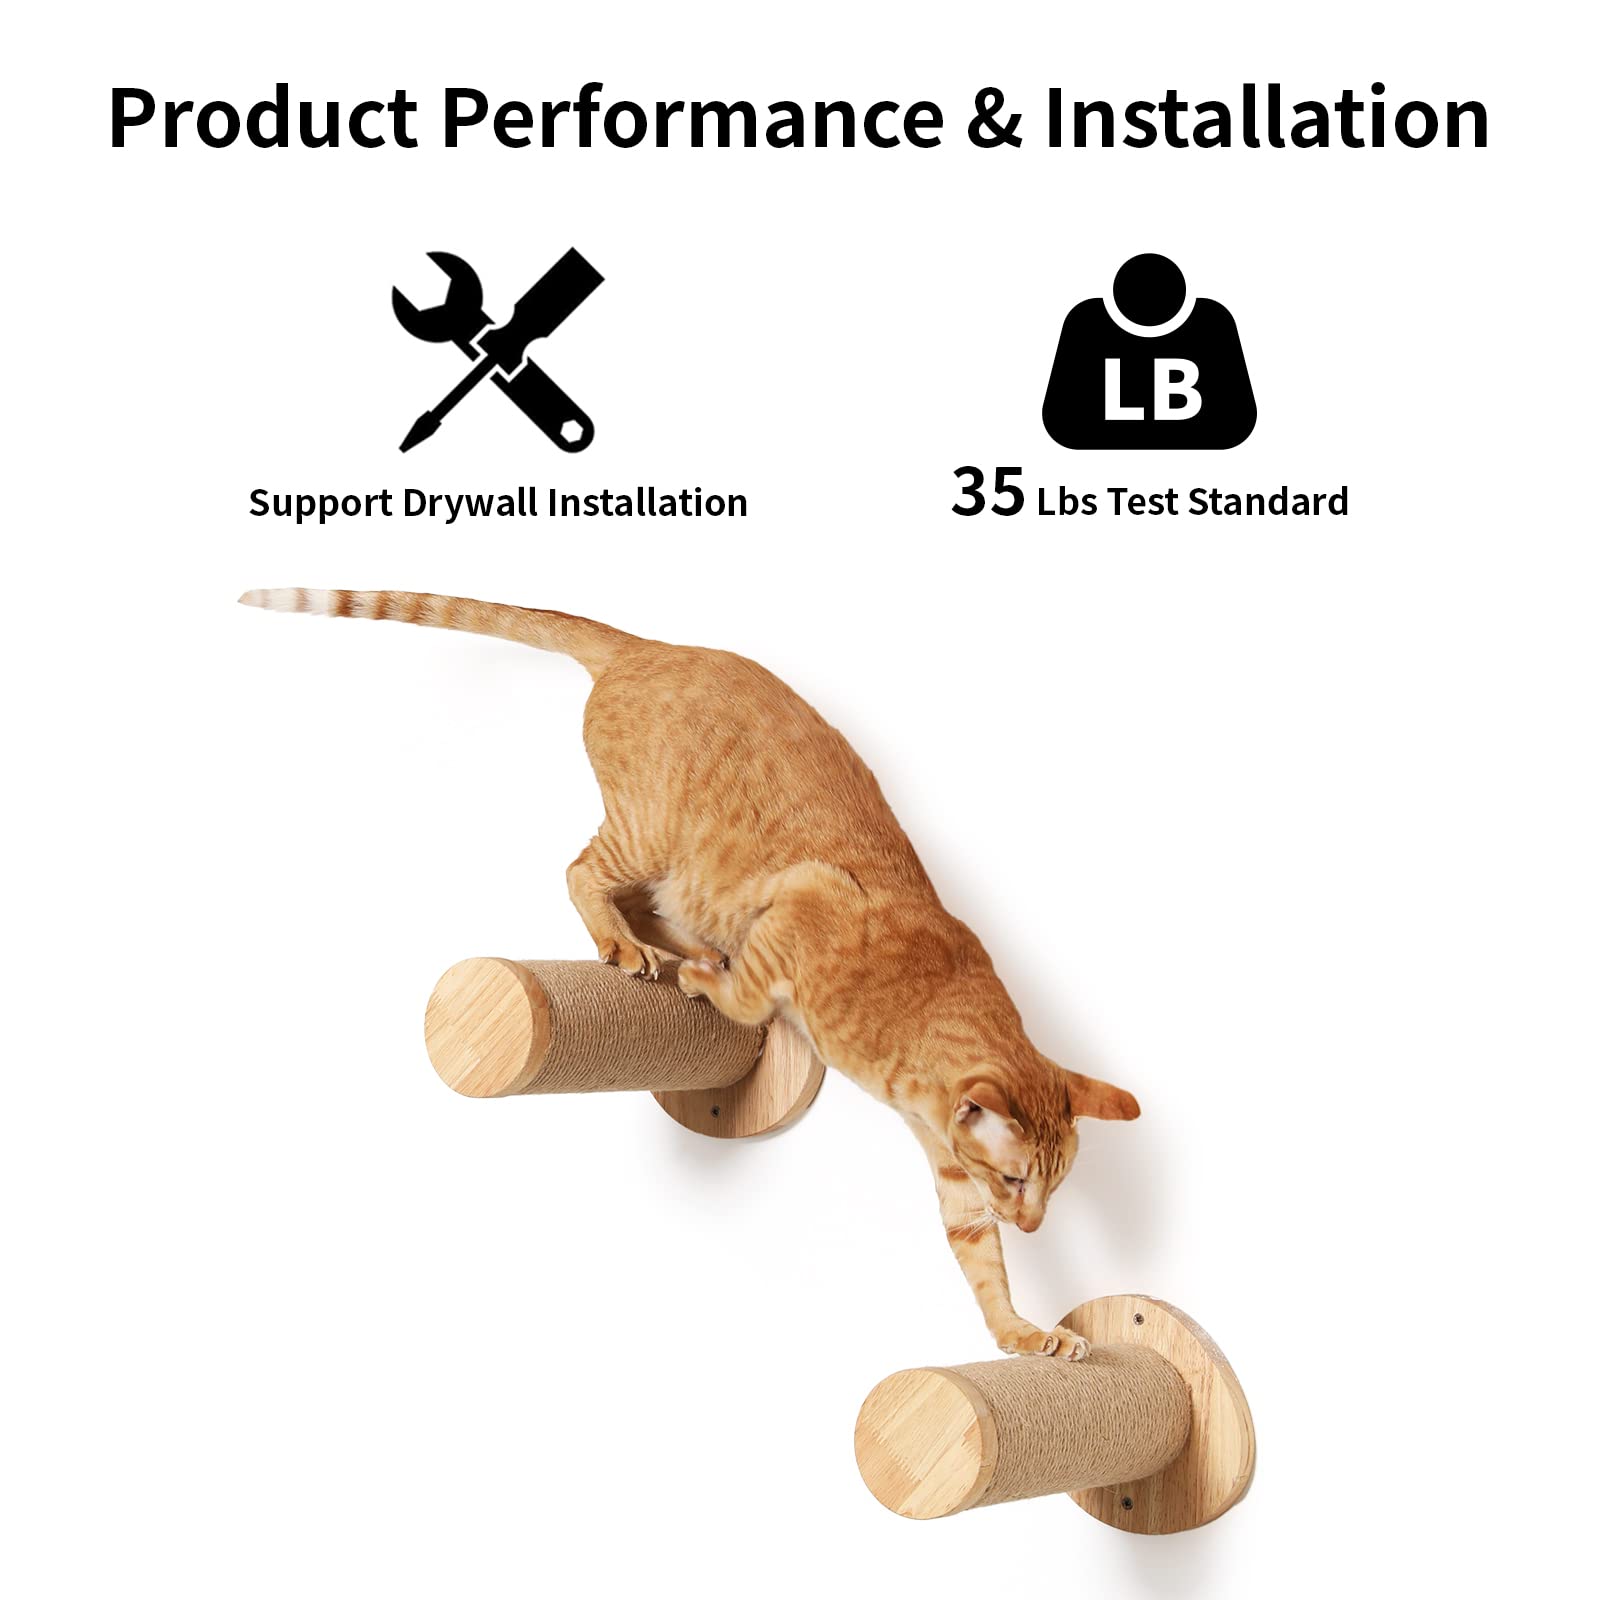 Product Performance & Installation
LB
Support Drywall Installation
35 Lbs Test Standard